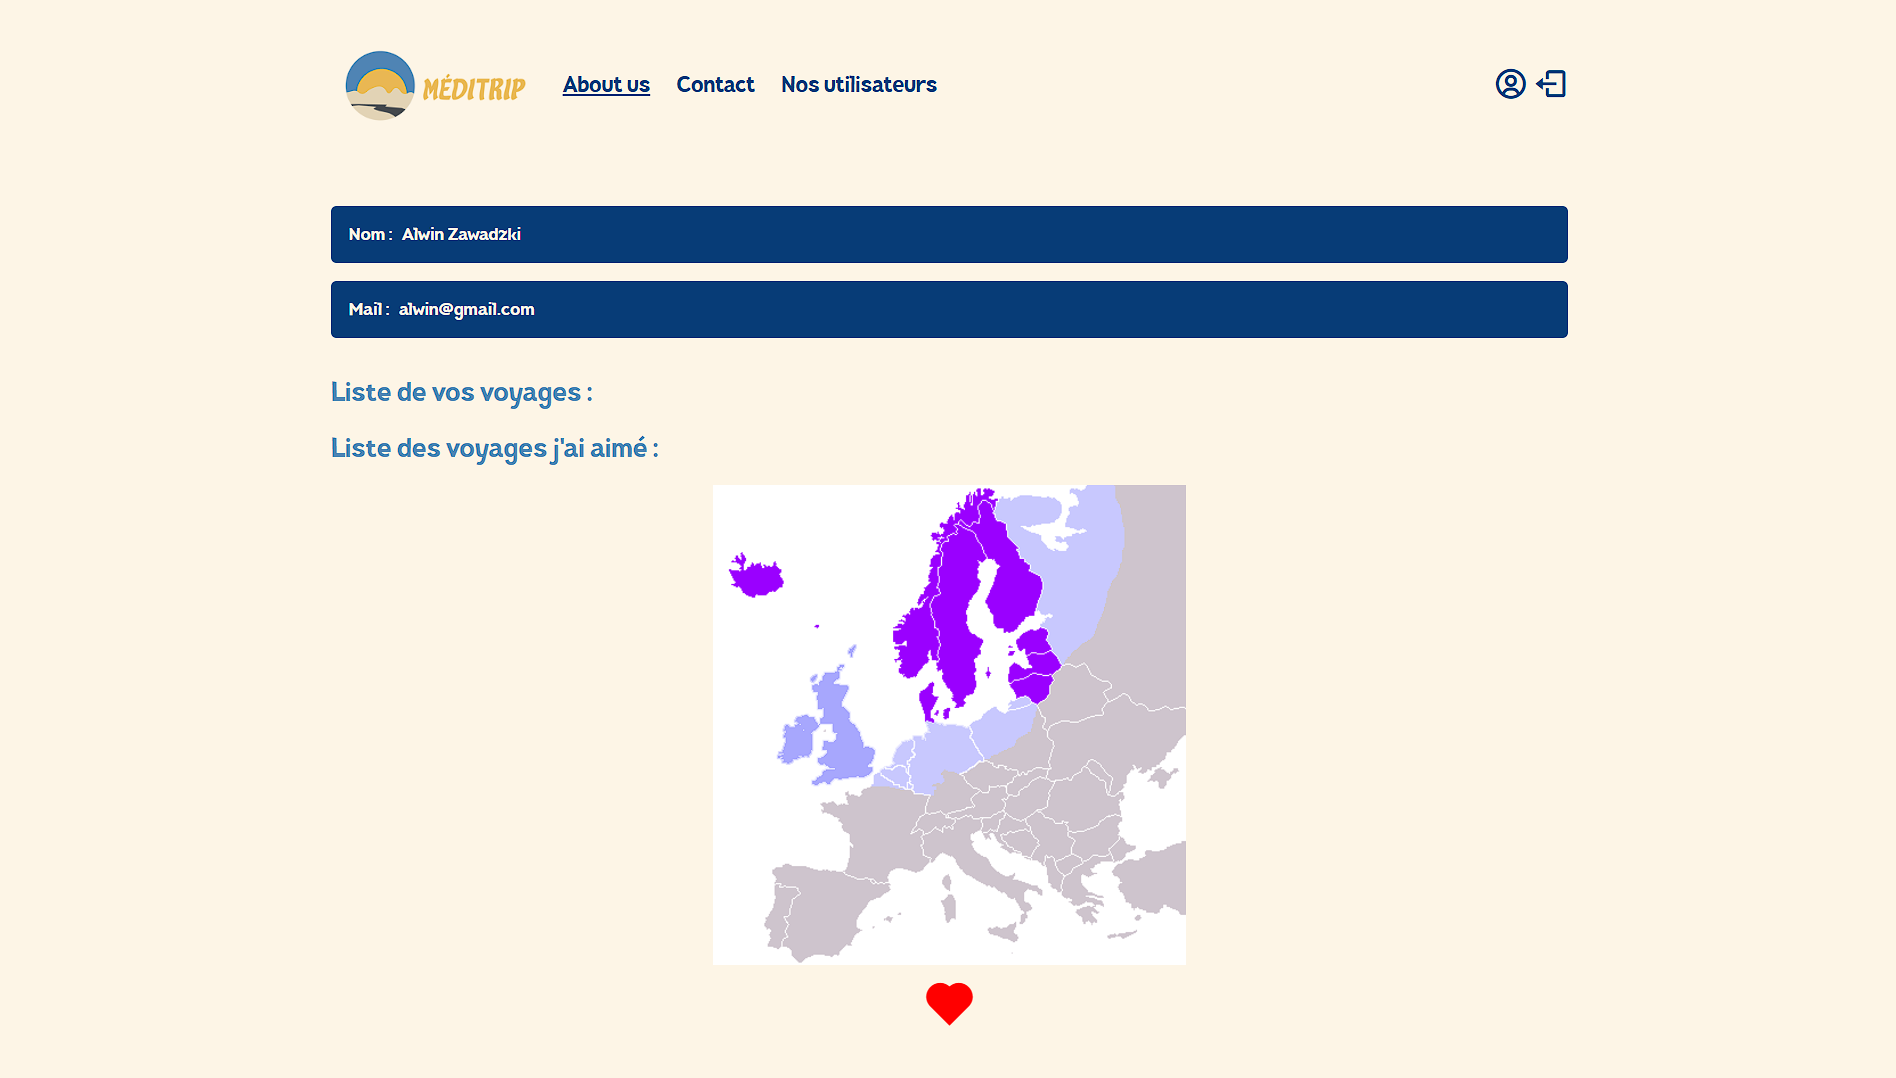 MÉDITRIP
About us
Contact
Nos utilisateurs
Nom : Alwin Zawadzki
Mail : alwin@gmail.com
Liste de vos voyages :
Liste des voyages j'ai aimé :